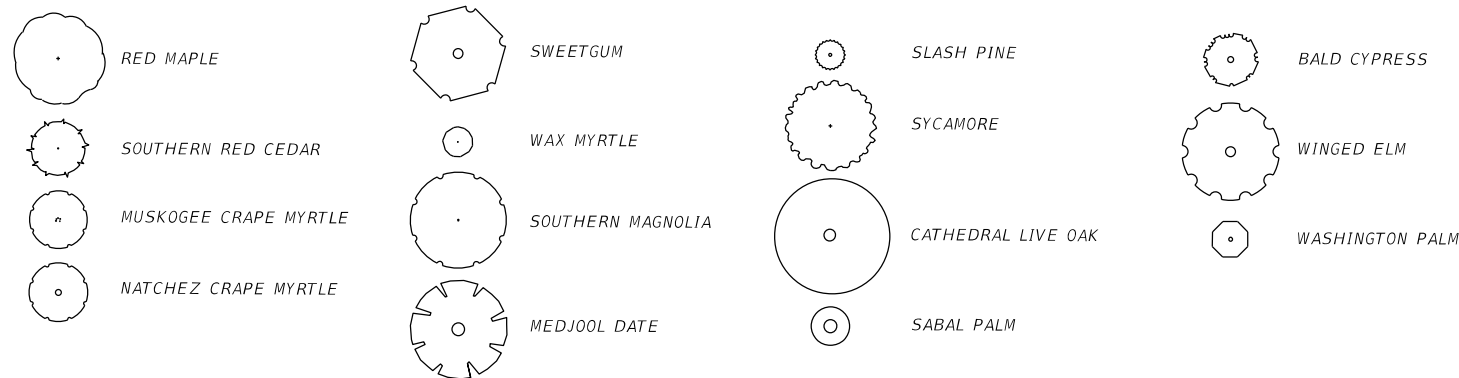 RED MAPLE
SOUTHERN RED CEDAR
MUSKOGEE CRAPE MYRTLE
NATCHEZ CRAPE MYRTLE
SWEETGUM
WAX MYRTLE
SOUTHERN MAGNOLIA
MEDJOOL DATE
SLASH PINE
SYCAMORE
CATHEDRAL LIVE OAK
SABAL PALM
BALD CYPRESS
WINGED ELM
WASHINGTON PALM